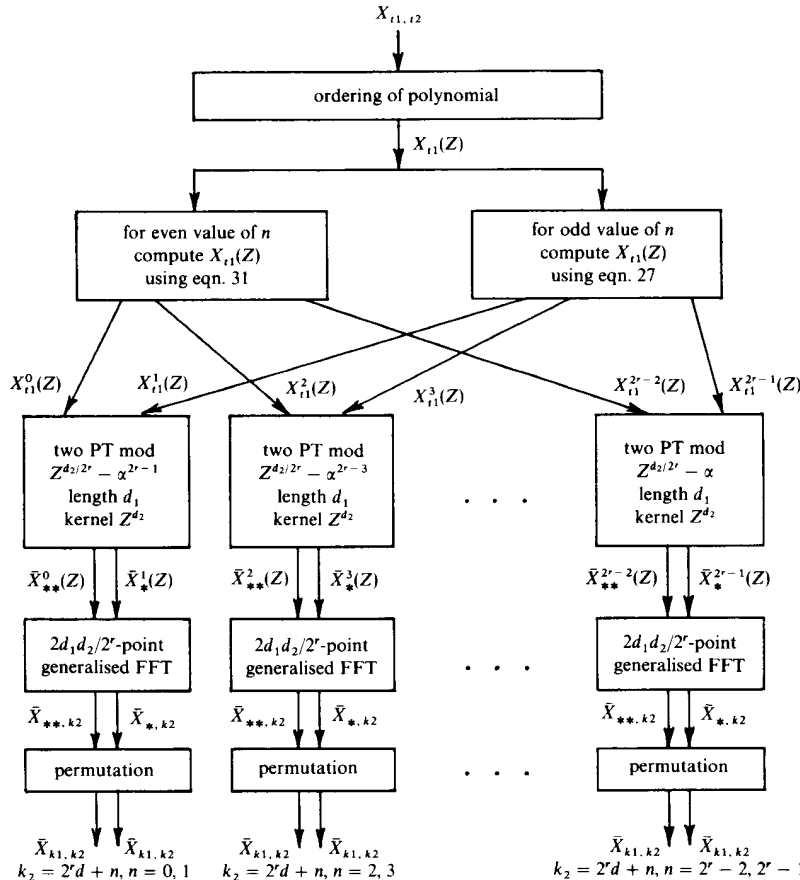 X_{t1, t2}
ordering of polynomial
X_{t1}(Z)
for even value of n
compute X_{t1}(Z)
using eqn. 31
for odd value of n
compute X_{t1}(Z)
using eqn. 27
X^0_{t1}(Z) X^1_{t1}(Z) X^2_{t1}(Z) X^3_{t1}(Z) X^{2^r-2}_{t1}(Z) X^{2^r-1}_{t1}(Z)
two PT mod
Z^{d_2/2^r} − α^{2^r-1}
length d_1
kernel Z^{d_2}
two PT mod
Z^{d_2/2^r} − α^{2^r-3}
length d_1
kernel Z^{d_2}
. . .
two PT mod
Z^{d_2/2^r} − α
length d_1
kernel Z^{d_2}
X̄^0_{**}(Z) X̄^1_*(Z) X̄^2_{**}(Z) X̄^3_*(Z) X̄^{2^r-2}_{**}(Z) X̄^{2^r-1}_*(Z)
2d_1d_2/2^r-point
generalised FFT
2d_1d_2/2^r-point
generalised FFT
. . .
2d_1d_2/2^r-point
generalised FFT
X̄_{**, k2} X̄_{*, k2} X̄_{**, k2} X̄_{*, k2} X̄_{**, k2} X̄_{*, k2}
permutation
permutation
. . .
permutation
X̄_{k1, k2} X̄_{k1, k2} X̄_{k1, k2} X̄_{k1, k2} X̄_{k1, k2} X̄_{k1, k2}
k_2 = 2^r d + n, n = 0, 1
k_2 = 2^r d + n, n = 2, 3
k_2 = 2^r d + n, n = 2^r − 2, 2^r −